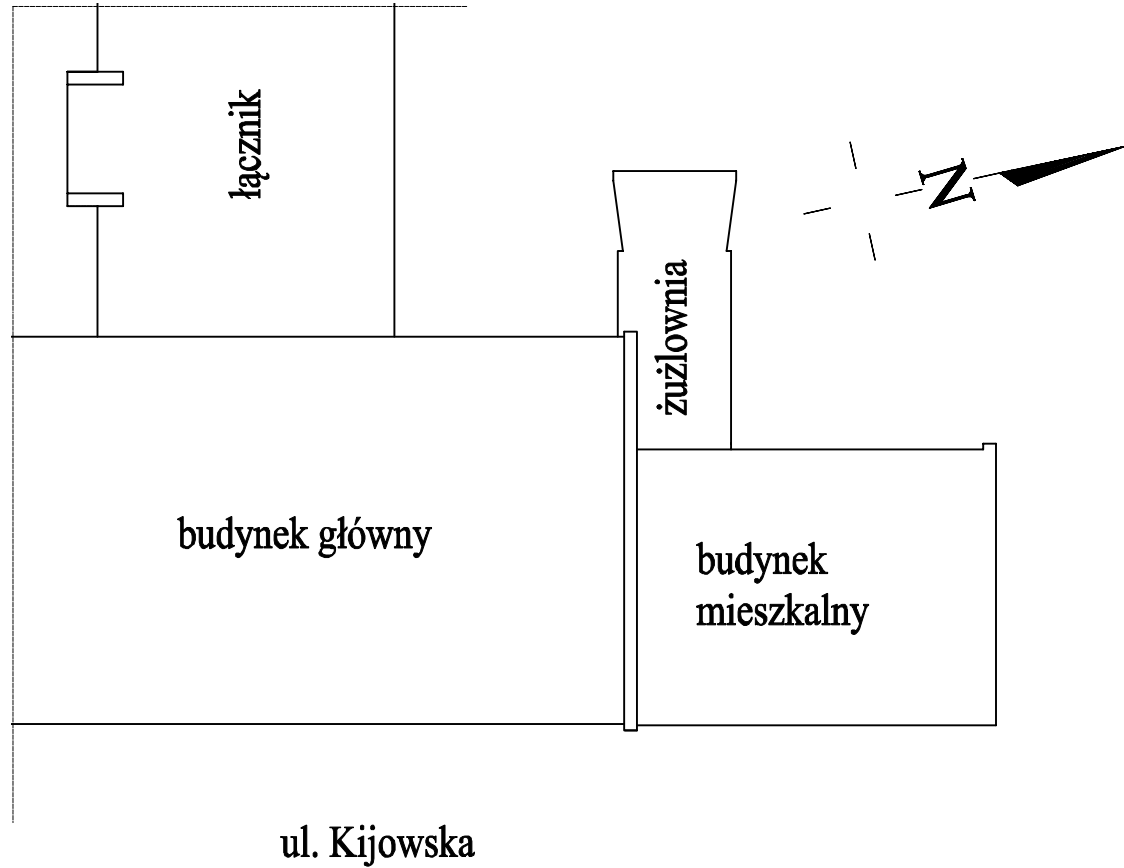 łącznik
N
żużlownia
budynek główny
budynek
mieszkalny
ul. Kijowska